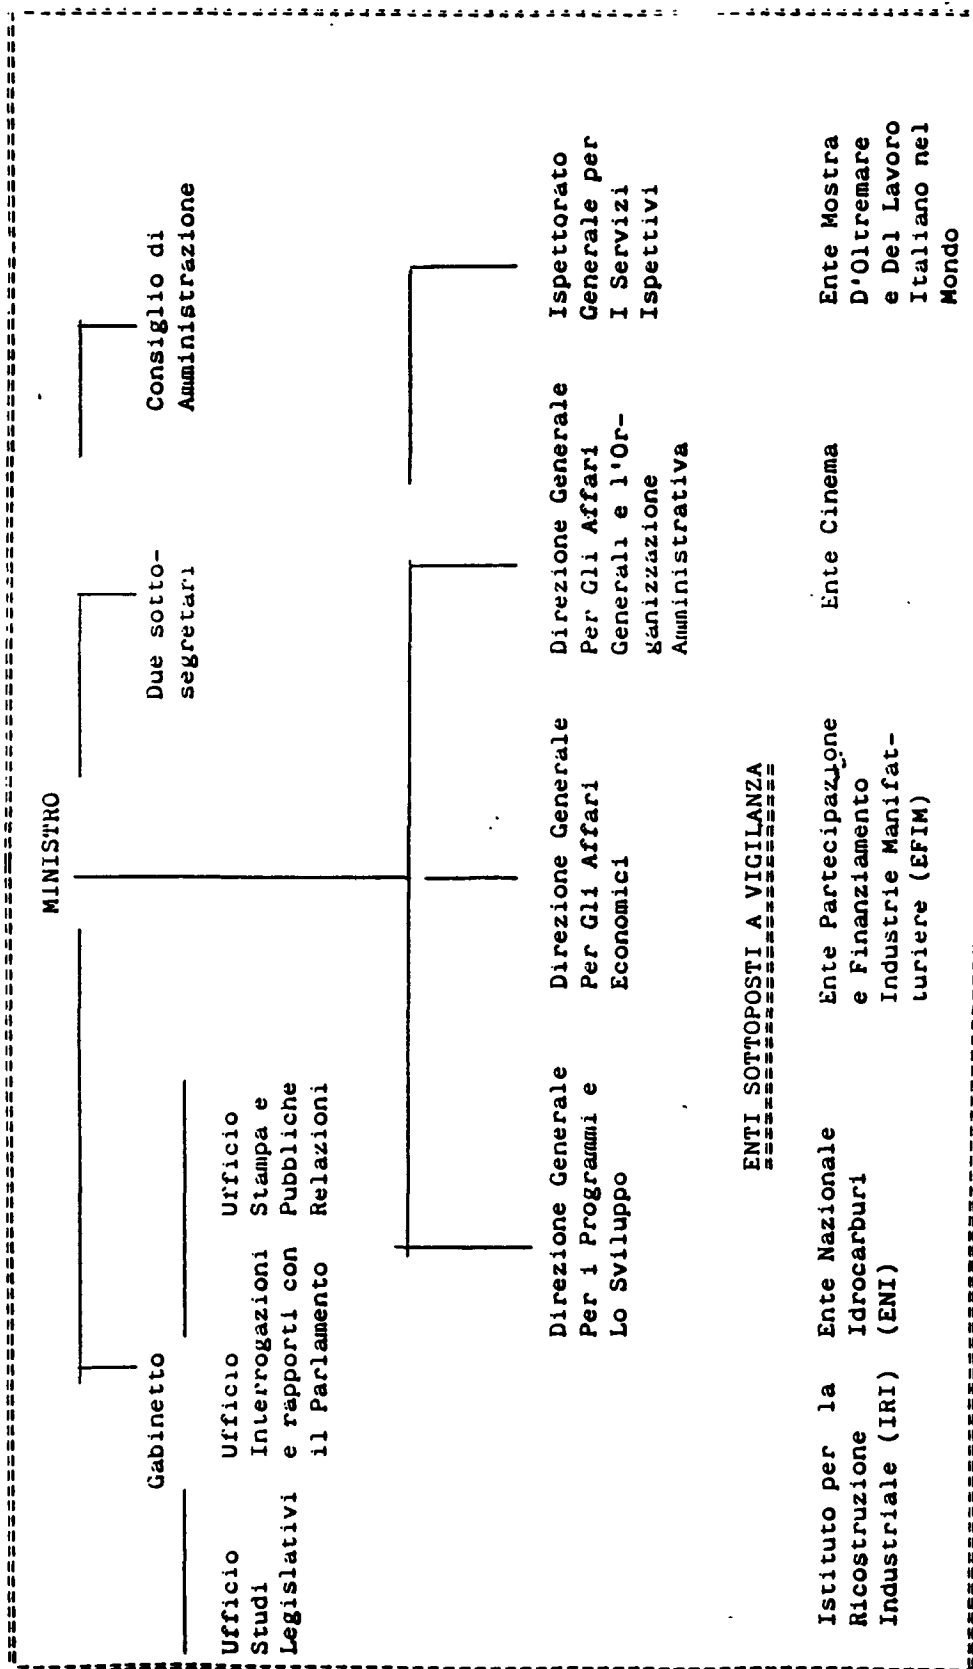 MINISTRO
Gabinetto
Due sotto-
segretari
Consiglio di
Amministrazione
Ufficio
Studi
Legislativi
Ufficio
Interrogazioni
e rapporti con
il Parlamento
Ufficio
Stampa e
Pubbliche
Relazioni
Direzione Generale
Per i Programmi e
Lo Sviluppo
Direzione Generale
Per Gli Affari
Economici
Direzione Generale
Per Gli Affari
Generali e l'Or-
ganizzazione
Amministrativa
Ispettorato
Generale per
I Servizi
Ispettivi
ENTI SOTTOPOSTI A VIGILANZA
Istituto per la
Ricostruzione
Industriale (IRI)
Ente Nazionale
Idrocarburi
(ENI)
Ente Partecipazione
e Finanziamento
Industrie Manifat-
turiere (EFIM)
Ente Cinema
Ente Mostra
D'Oltremare
e Del Lavoro
Italiano nel
Mondo